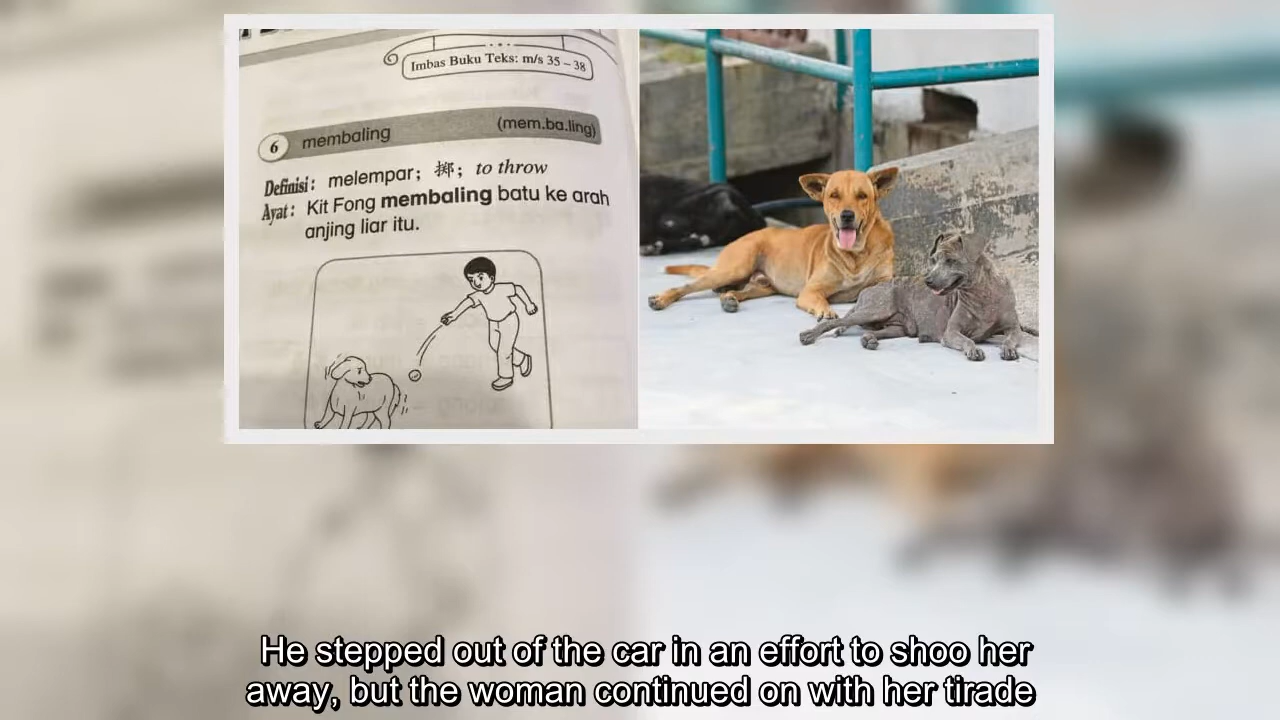 Imbas Buku Teks: m/s 35 – 38
6 membaling (mem.ba.ling)
Definisi: melempar; 掷; to throw
Ayat: Kit Fong membaling batu ke arah
anjing liar itu.
He stepped out of the car in an effort to shoo her
away, but the woman continued on with her tirade